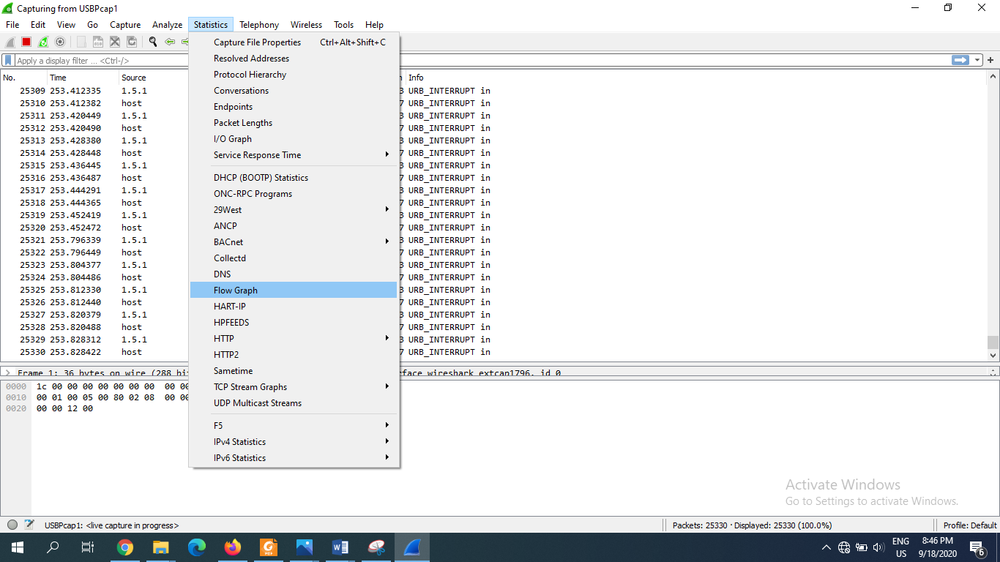 Capturing from USBPcap1
File Edit View Go Capture Analyze Statistics Telephony Wireless Tools Help
Apply a display filter ... <Ctrl-/>
No. Time Source Info
25309 253.412335 1.5.1 3 URB_INTERRUPT in
25310 253.412382 host 7 URB_INTERRUPT in
25311 253.420449 1.5.1 3 URB_INTERRUPT in
25312 253.420490 host 7 URB_INTERRUPT in
25313 253.428380 1.5.1 3 URB_INTERRUPT in
25314 253.428448 host 7 URB_INTERRUPT in
25315 253.436445 1.5.1 3 URB_INTERRUPT in
25316 253.436487 host 7 URB_INTERRUPT in
25317 253.444291 1.5.1 3 URB_INTERRUPT in
25318 253.444365 host 7 URB_INTERRUPT in
25319 253.452419 1.5.1 3 URB_INTERRUPT in
25320 253.452472 host 7 URB_INTERRUPT in
25321 253.796339 1.5.1 3 URB_INTERRUPT in
25322 253.796449 host 7 URB_INTERRUPT in
25323 253.804377 1.5.1 3 URB_INTERRUPT in
25324 253.804486 host 7 URB_INTERRUPT in
25325 253.812330 1.5.1 3 URB_INTERRUPT in
25326 253.812440 host 7 URB_INTERRUPT in
25327 253.820379 1.5.1 3 URB_INTERRUPT in
25328 253.820488 host 7 URB_INTERRUPT in
25329 253.828312 1.5.1 3 URB_INTERRUPT in
25330 253.828422 host 7 URB_INTERRUPT in
Capture File Properties Ctrl+Alt+Shift+C
Resolved Addresses
Protocol Hierarchy
Conversations
Endpoints
Packet Lengths
I/O Graph
Service Response Time
DHCP (BOOTP) Statistics
ONC-RPC Programs
29West
ANCP
BACnet
Collectd
DNS
Flow Graph
HART-IP
HPFEEDS
HTTP
HTTP2
Sametime
TCP Stream Graphs
UDP Multicast Streams
F5
IPv4 Statistics
IPv6 Statistics
Frame 1: 36 bytes on wire (288 bi rface wireshark_extcap1796, id 0
0000 1c 00 00 00 00 00 00 00 00 00
0010 00 01 00 05 00 80 02 08 00 00
0020 00 00 12 00
Activate Windows
Go to Settings to activate Windows.
USBPcap1: <live capture in progress> Packets: 25330 · Displayed: 25330 (100.0%) Profile: Default
ENG
US
8:46 PM
9/18/2020
6